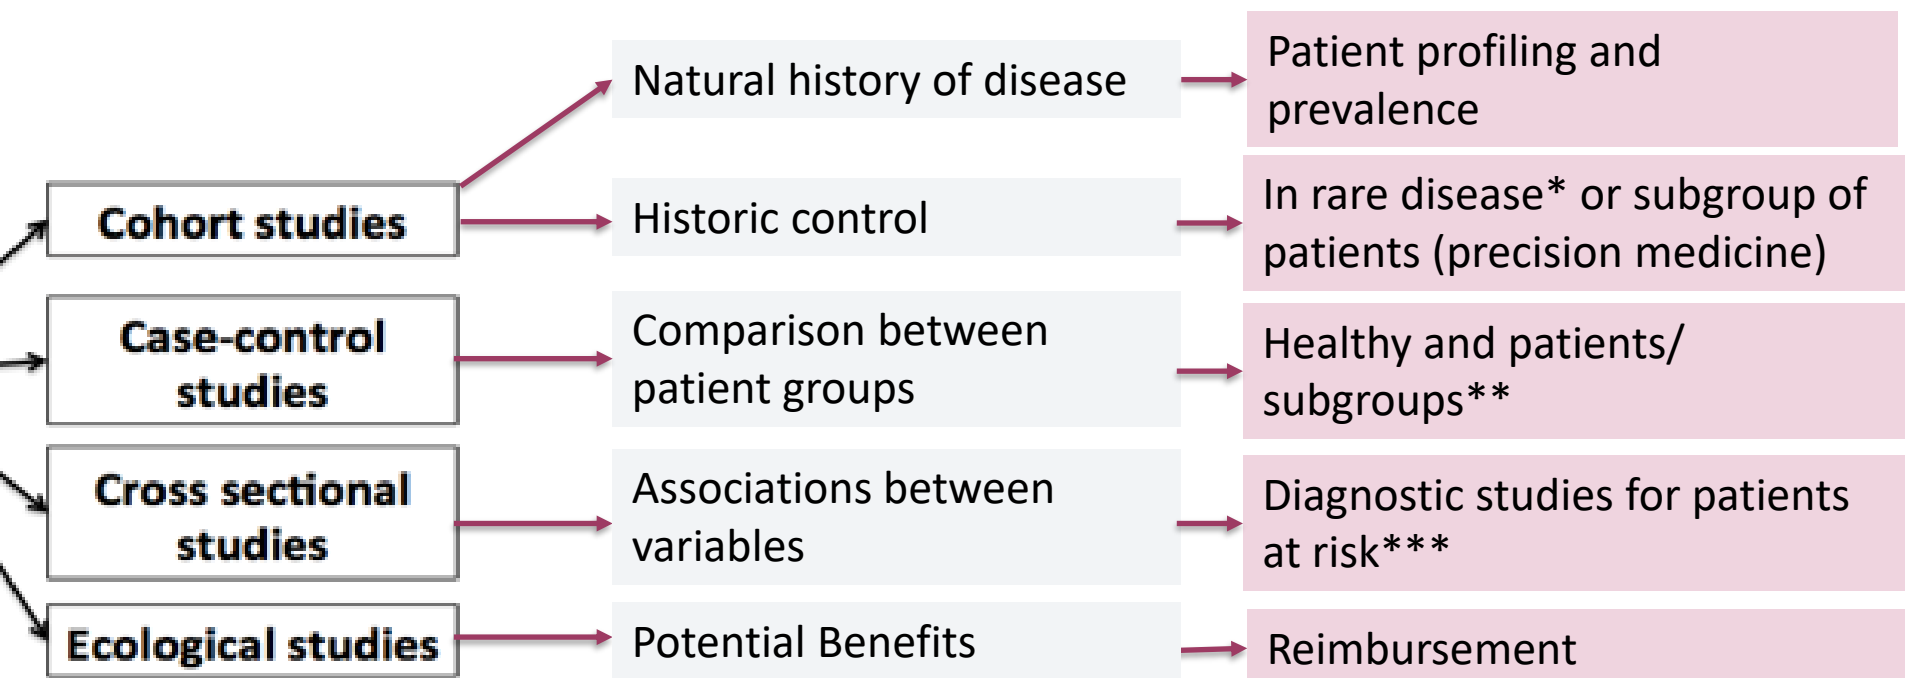 Natural history of disease
Patient profiling and
prevalence
Cohort studies
Historic control
In rare disease* or subgroup of
patients (precision medicine)
Case-control
studies
Comparison between
patient groups
Healthy and patients/
subgroups**
Cross sectional
studies
Associations between
variables
Diagnostic studies for patients
at risk***
Ecological studies
Potential Benefits
Reimbursement